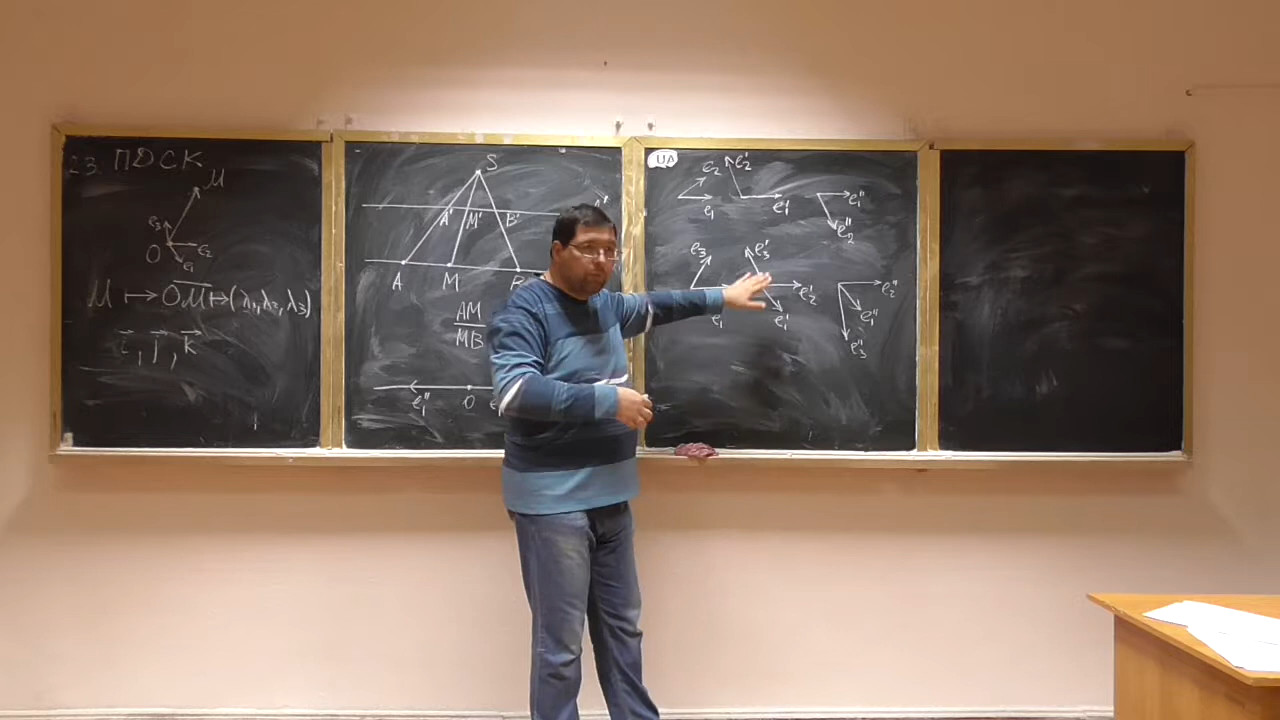 23. ПДСК
M
e₃
O e₂
e₁
M ↦ OM ↦ (λ₁, λ₂, λ₃)
i, j, k
S
A' M' B'
A M B
AM
MB
e₁'' O
UA
e₂ e₂'
e₁ e₁' e₁''
e₂''
e₃ e₃'
e₂' e₂''
e₁ e₁' e₁''
e₃''